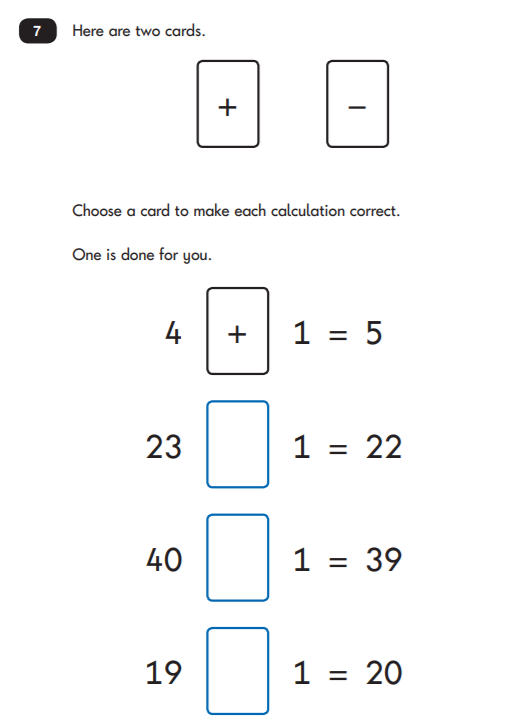 7 Here are two cards.
+ −
Choose a card to make each calculation correct.
One is done for you.
4 + 1 = 5
23 1 = 22
40 1 = 39
19 1 = 20